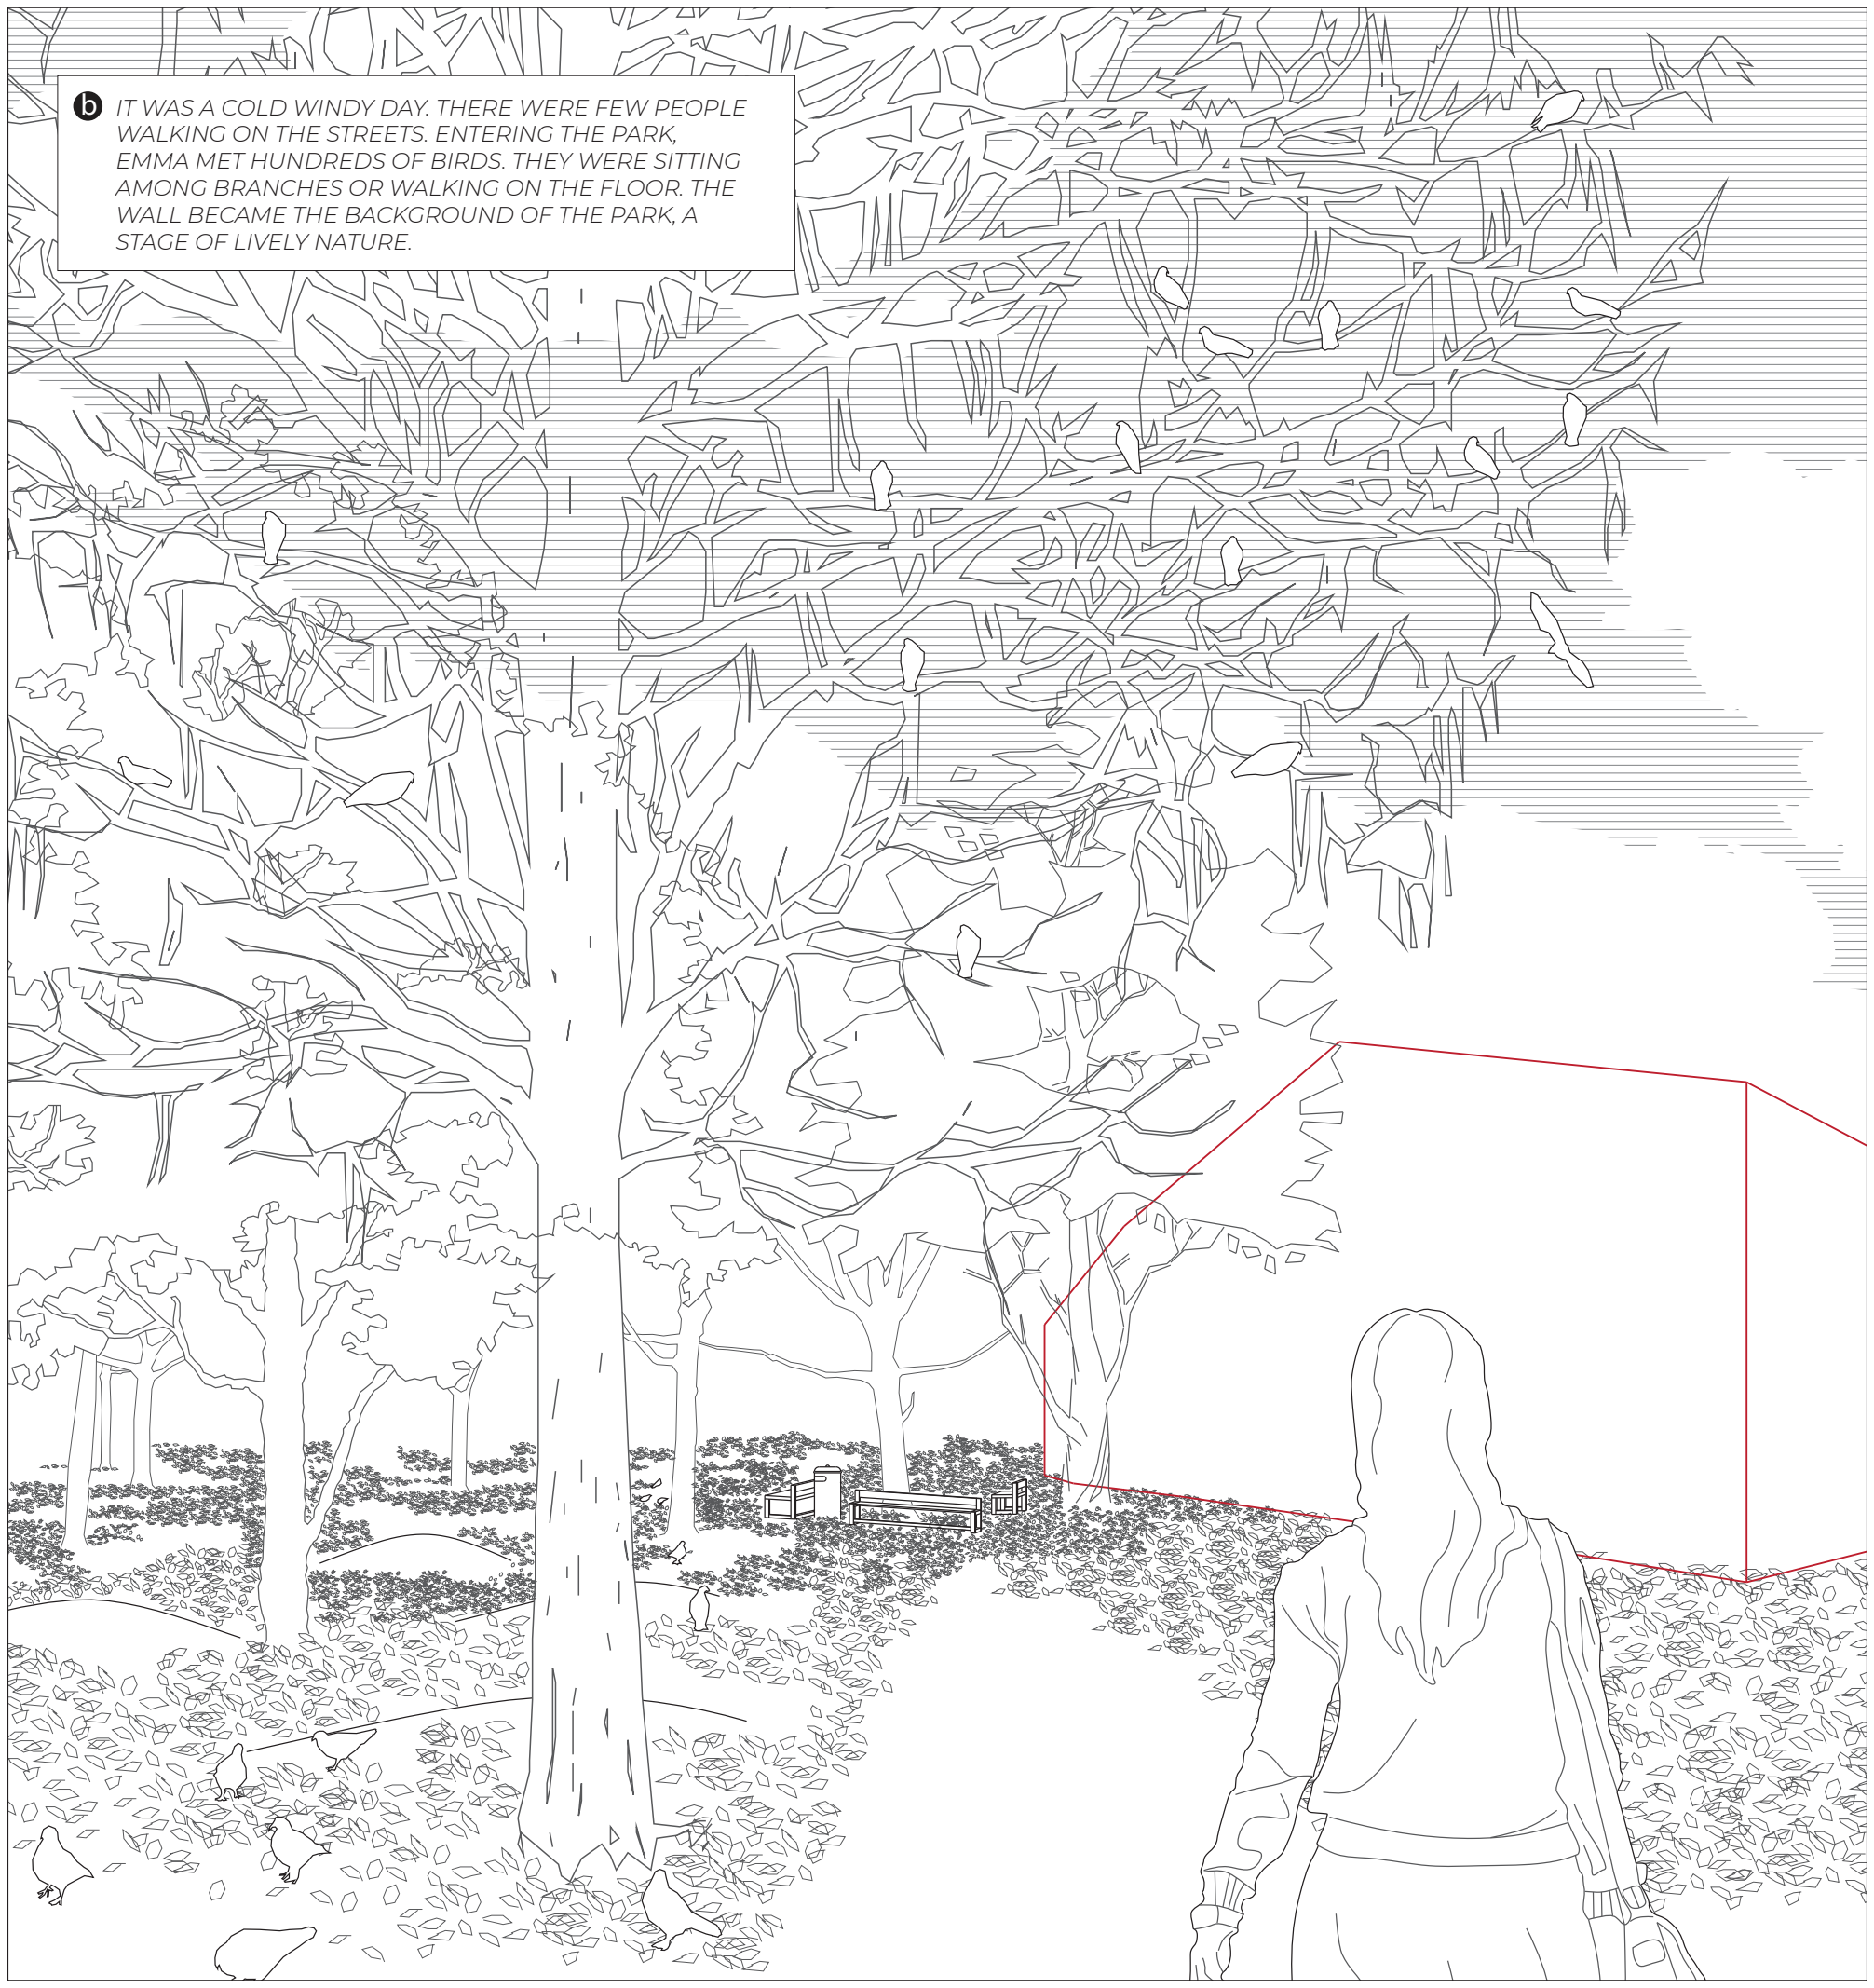 b IT WAS A COLD WINDY DAY. THERE WERE FEW PEOPLE
WALKING ON THE STREETS. ENTERING THE PARK,
EMMA MET HUNDREDS OF BIRDS. THEY WERE SITTING
AMONG BRANCHES OR WALKING ON THE FLOOR. THE
WALL BECAME THE BACKGROUND OF THE PARK, A
STAGE OF LIVELY NATURE.